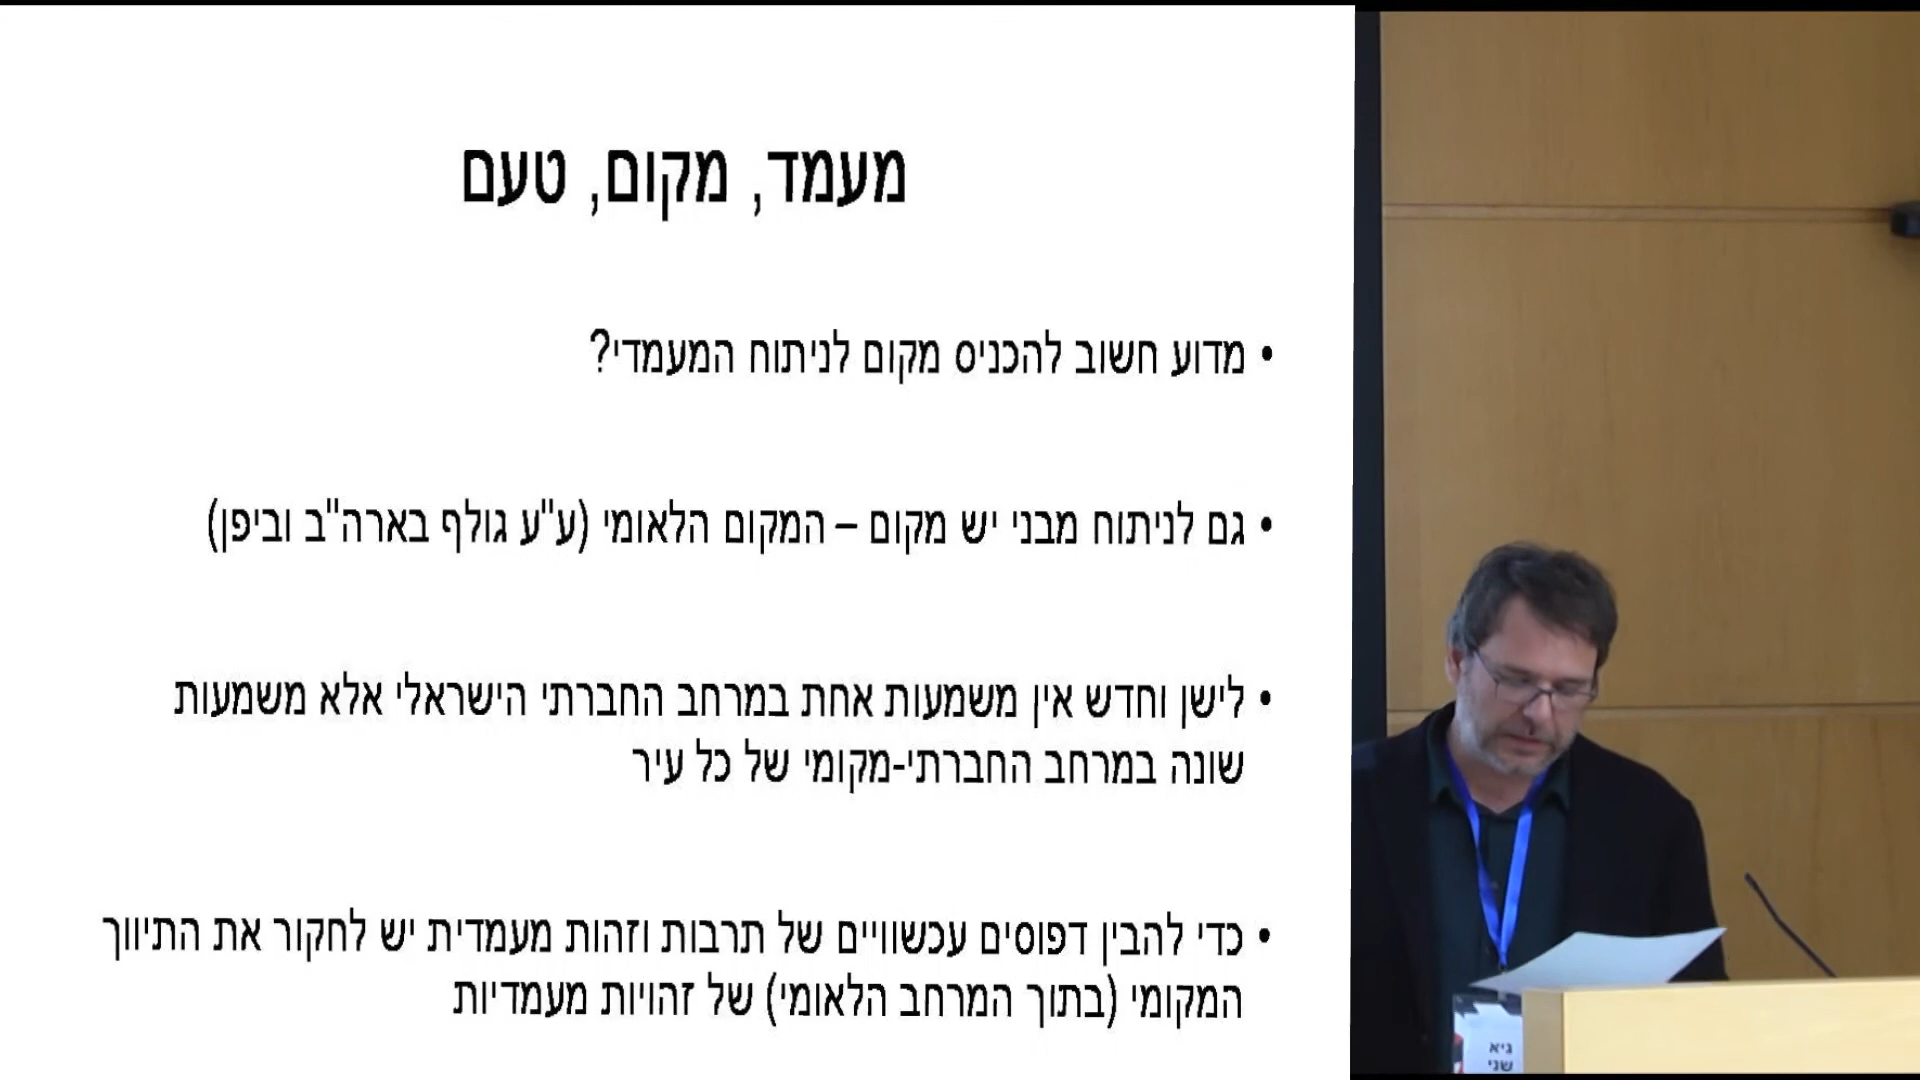 מעמד, מקום, טעם
• מדוע חשוב להכניס מקום לניתוח המעמדי?
• גם לניתוח מבני יש מקום – המקום הלאומי (ע"ע גולף בארה"ב וביפן)
• לישן וחדש אין משמעות אחת במרחב החברתי הישראלי אלא משמעות
שונה במרחב החברתי-מקומי של כל עיר
• כדי להבין דפוסים עכשוויים של תרבות וזהות מעמדית יש לחקור את התיווך
המקומי (בתוך המרחב הלאומי) של זהויות מעמדיות
גיא
שני